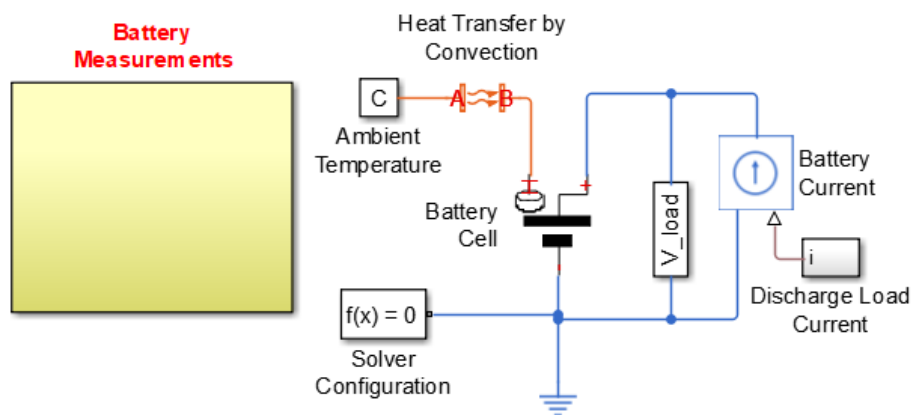 Battery
Measurements
Heat Transfer by
Convection
C
A
B
Ambient
Temperature
Battery
Cell
V_load
Battery
Current
i
Discharge Load
Current
f(x) = 0
Solver
Configuration